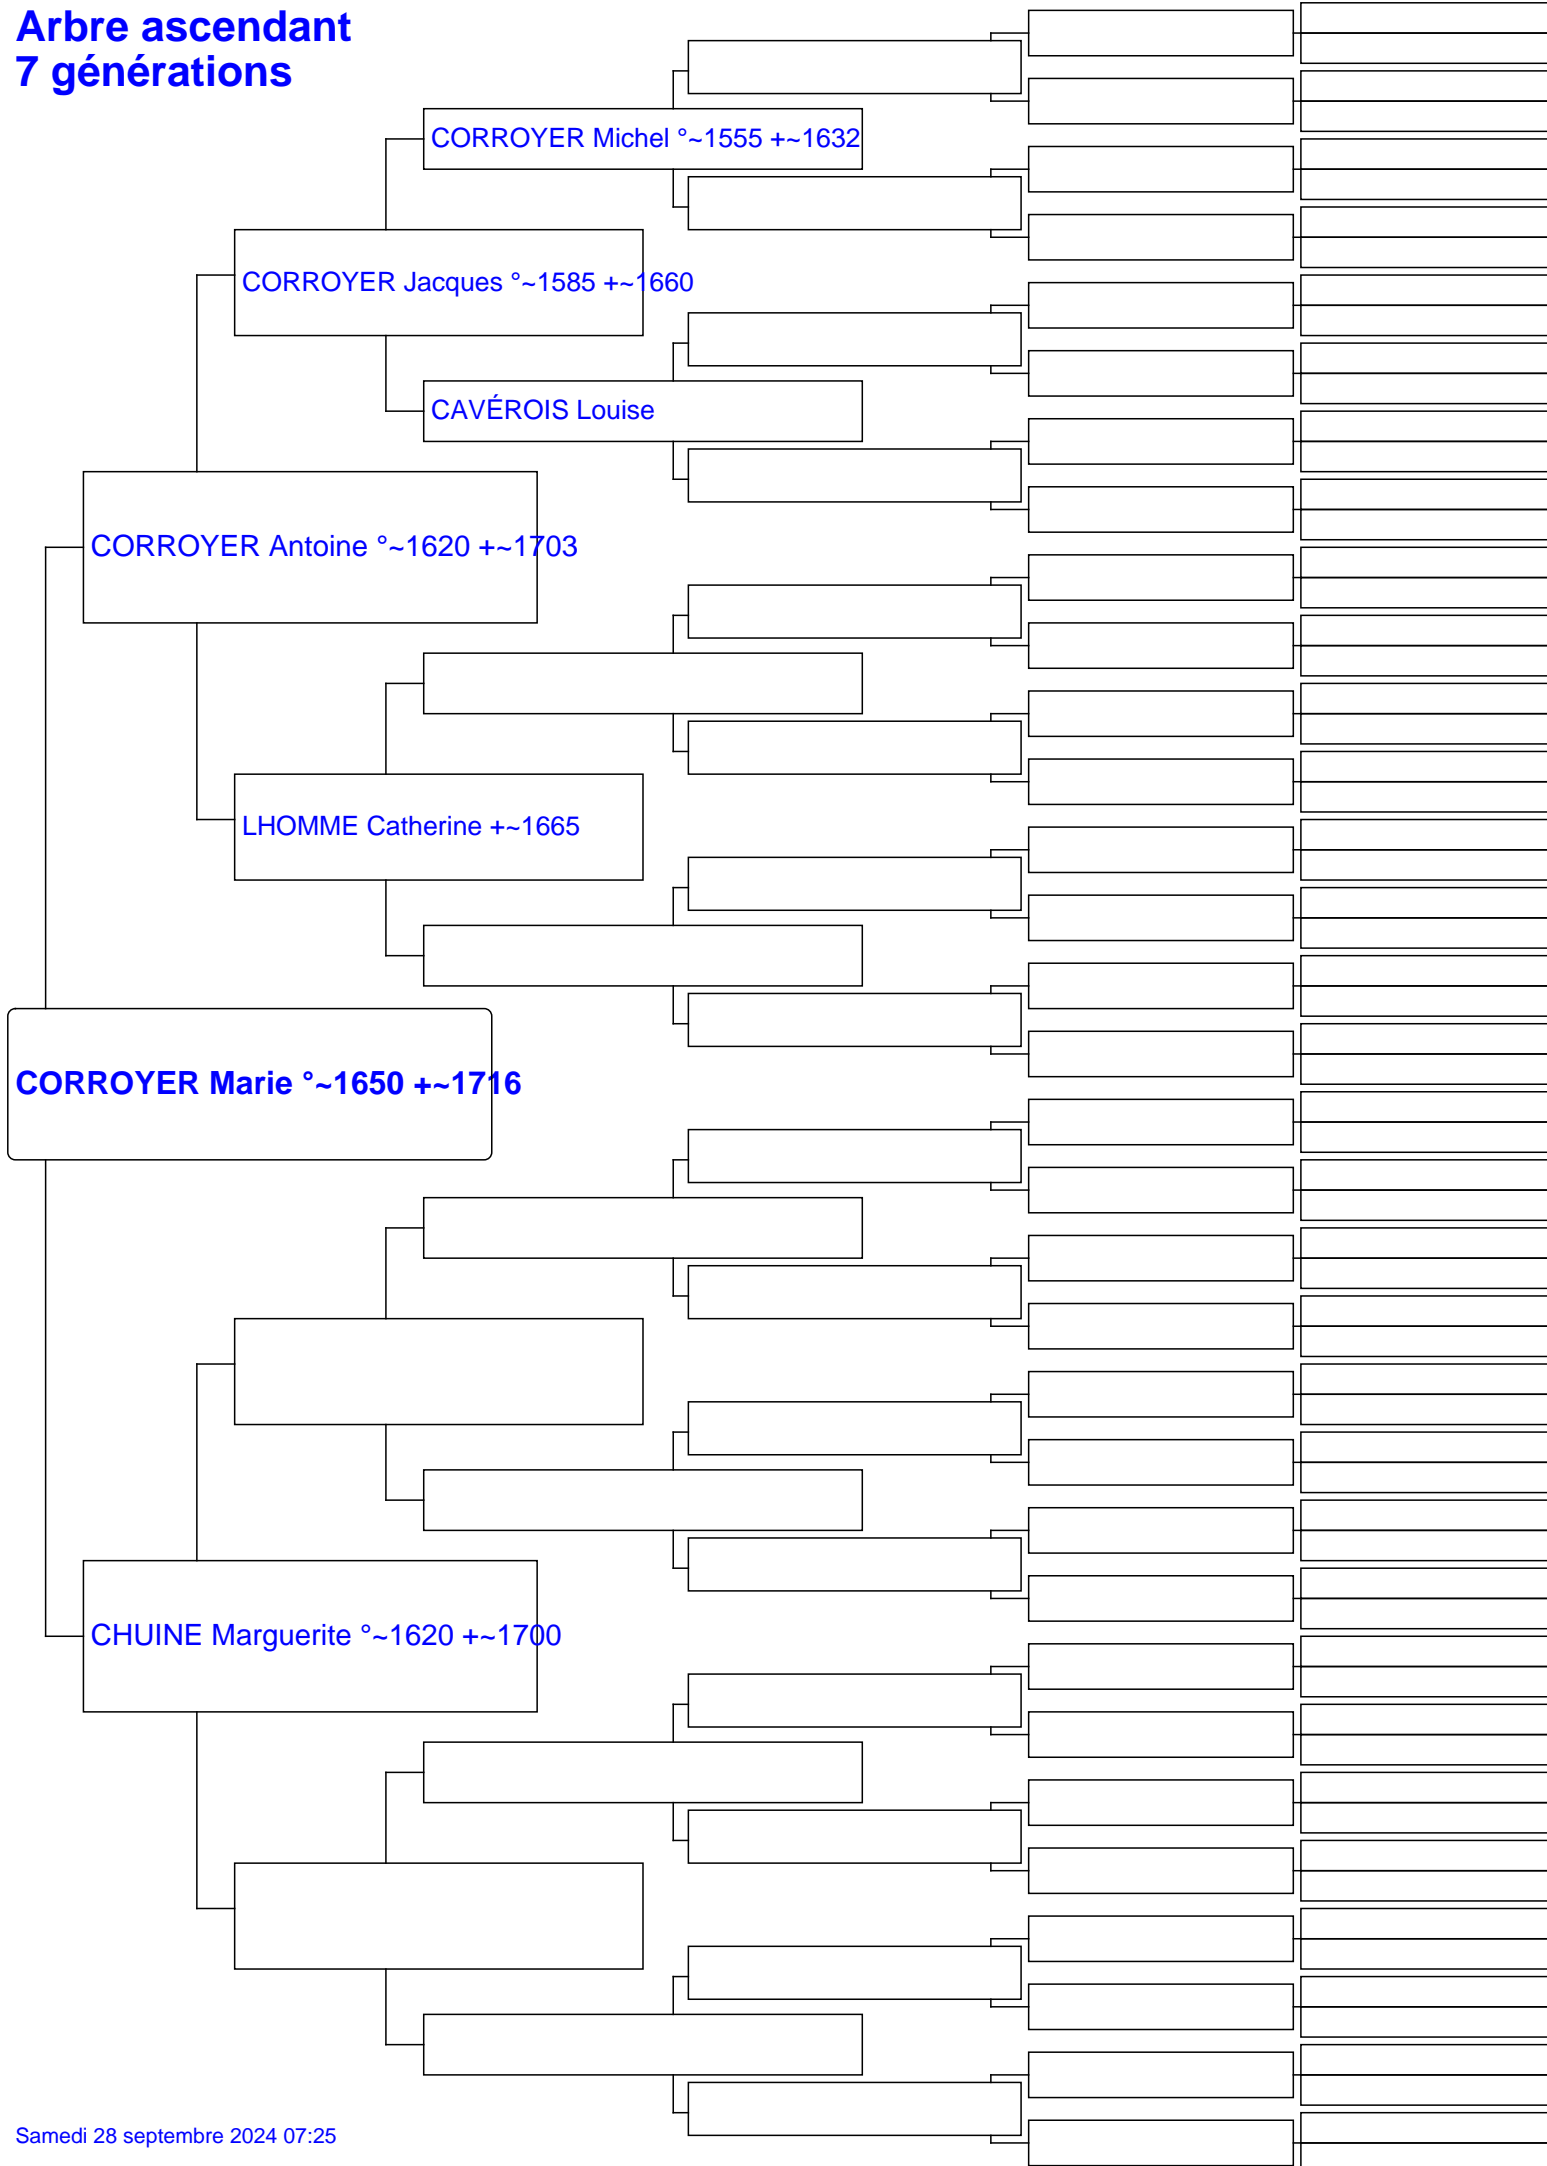 Arbre ascendant
7 générations
CORROYER Michel °~1555 +~1632
CORROYER Jacques °~1585 +~1660
CAVÉROIS Louise
CORROYER Antoine °~1620 +~1703
LHOMME Catherine +~1665
CORROYER Marie °~1650 +~1716
CHUINE Marguerite °~1620 +~1700
Samedi 28 septembre 2024 07:25